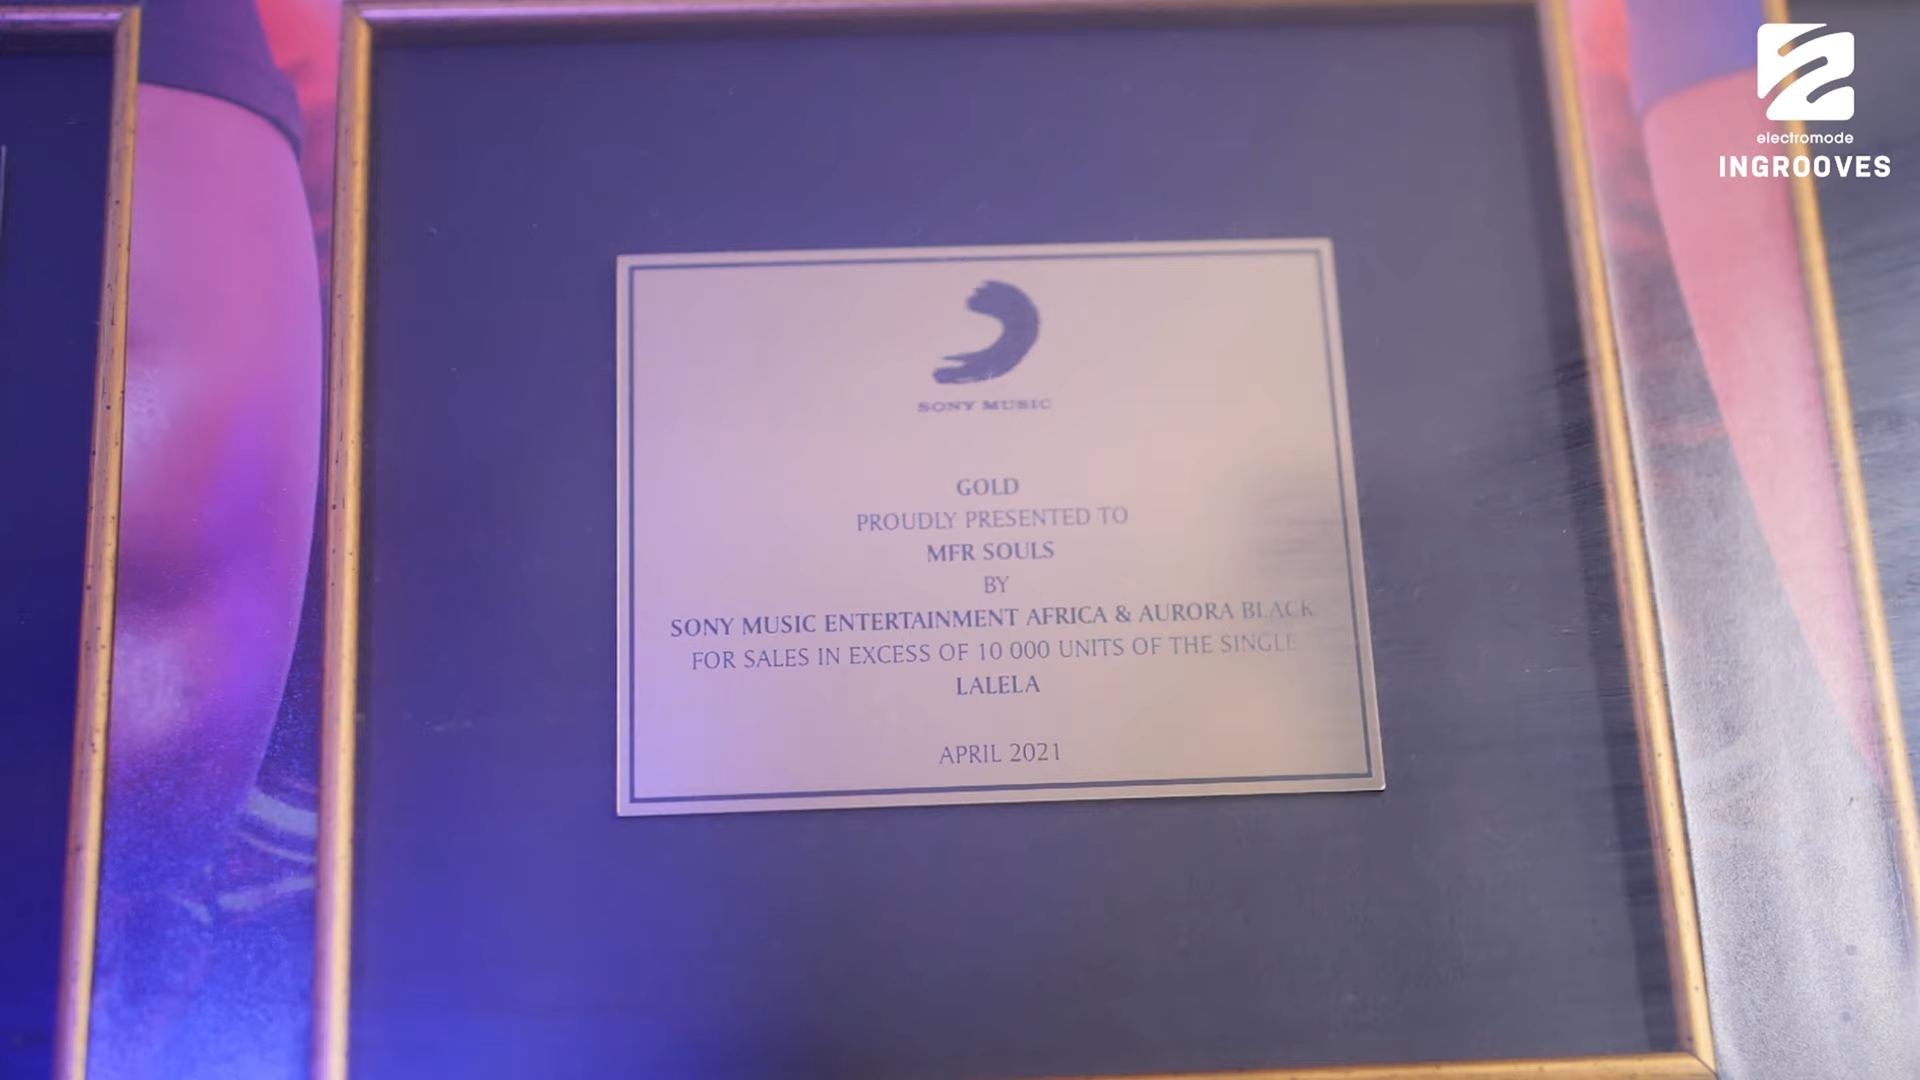 electromode
INGROOVES
SONY MUSIC
GOLD
PROUDLY PRESENTED TO
MFR SOULS
BY
SONY MUSIC ENTERTAINMENT AFRICA & AURORA BLACK
FOR SALES IN EXCESS OF 10 000 UNITS OF THE SINGLE
LALELA
APRIL 2021